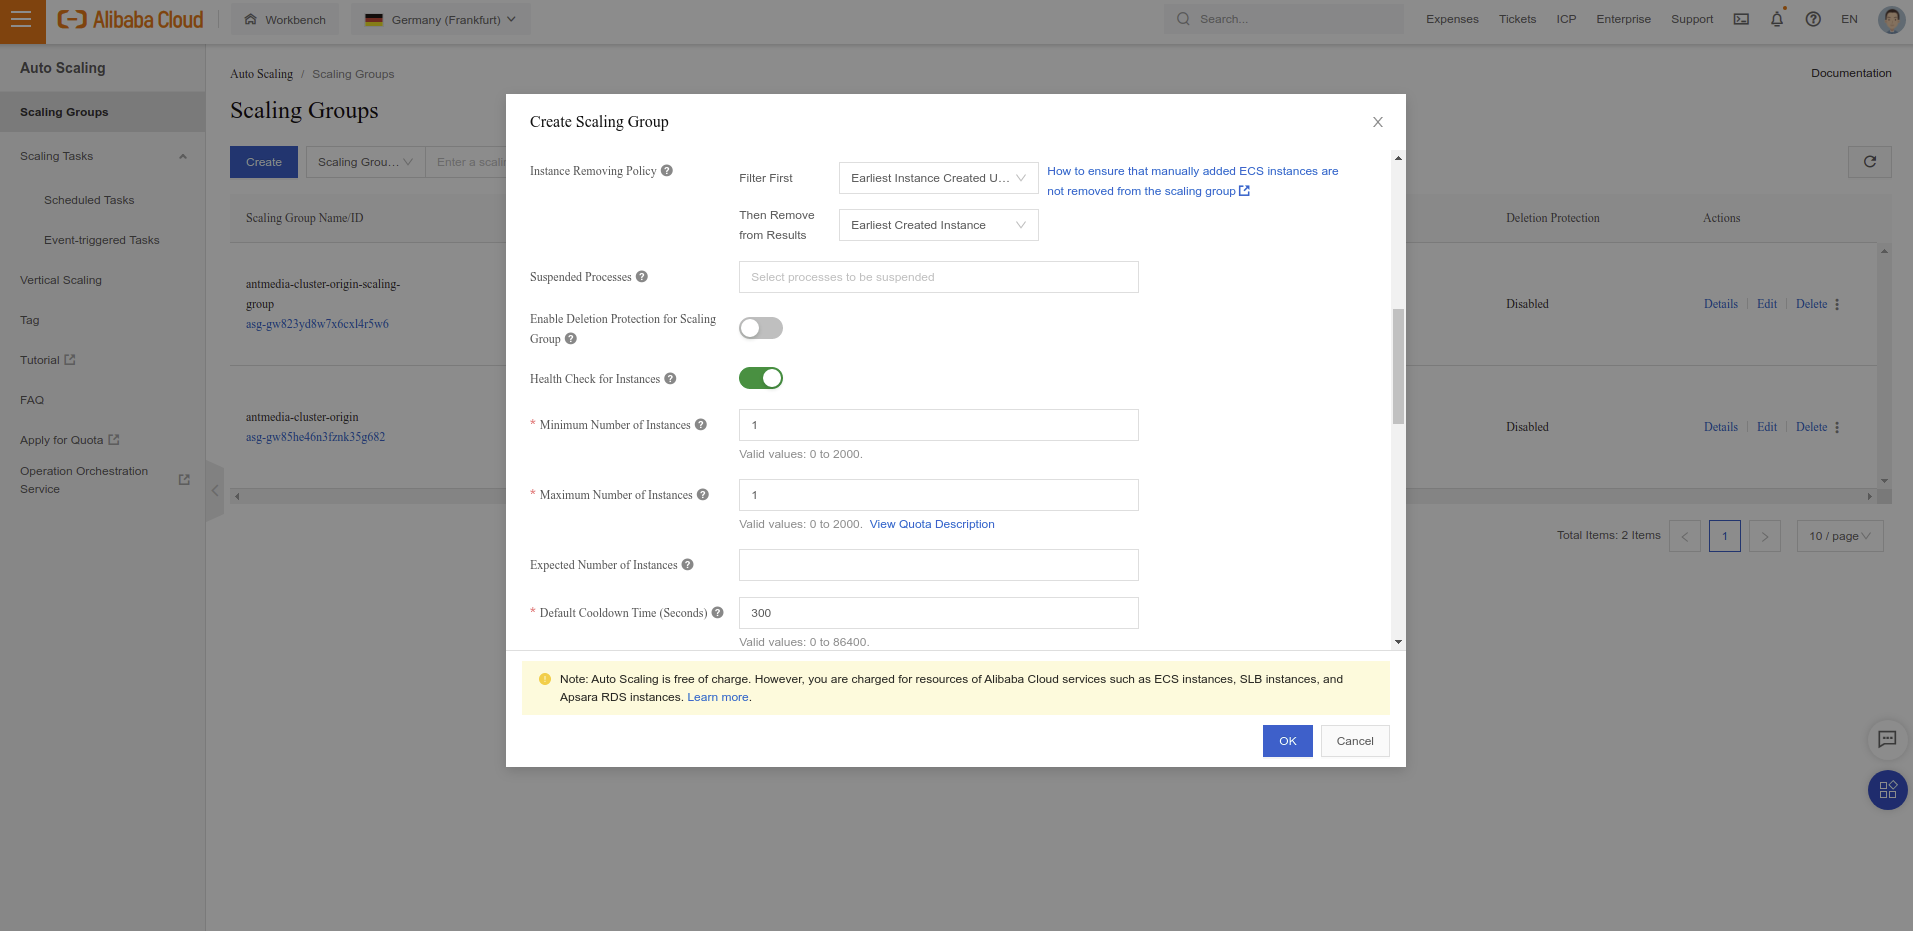 Alibaba Cloud
Workbench
Germany (Frankfurt)
Search...
Expenses
Tickets
ICP
Enterprise
Support
EN
Auto Scaling
Scaling Groups
Scaling Tasks
Scheduled Tasks
Event-triggered Tasks
Vertical Scaling
Tag
Tutorial
FAQ
Apply for Quota
Operation Orchestration
Service
Auto Scaling / Scaling Groups
Documentation
Scaling Groups
Create
Scaling Grou...
Enter a scalin
Scaling Group Name/ID
Deletion Protection
Actions
antmedia-cluster-origin-scaling-
group
asg-gw823yd8w7x6cxl4r5w6
Disabled
Details
Edit
Delete
antmedia-cluster-origin
asg-gw85he46n3fznk35g682
Disabled
Details
Edit
Delete
Total Items: 2 Items
1
10 / page
Create Scaling Group
Instance Removing Policy
Filter First
Earliest Instance Created U...
How to ensure that manually added ECS instances are
not removed from the scaling group
Then Remove
from Results
Earliest Created Instance
Suspended Processes
Select processes to be suspended
Enable Deletion Protection for Scaling
Group
Health Check for Instances
* Minimum Number of Instances
1
Valid values: 0 to 2000.
* Maximum Number of Instances
1
Valid values: 0 to 2000. View Quota Description
Expected Number of Instances
* Default Cooldown Time (Seconds)
300
Valid values: 0 to 86400.
Note: Auto Scaling is free of charge. However, you are charged for resources of Alibaba Cloud services such as ECS instances, SLB instances, and
Apsara RDS instances. Learn more.
OK
Cancel